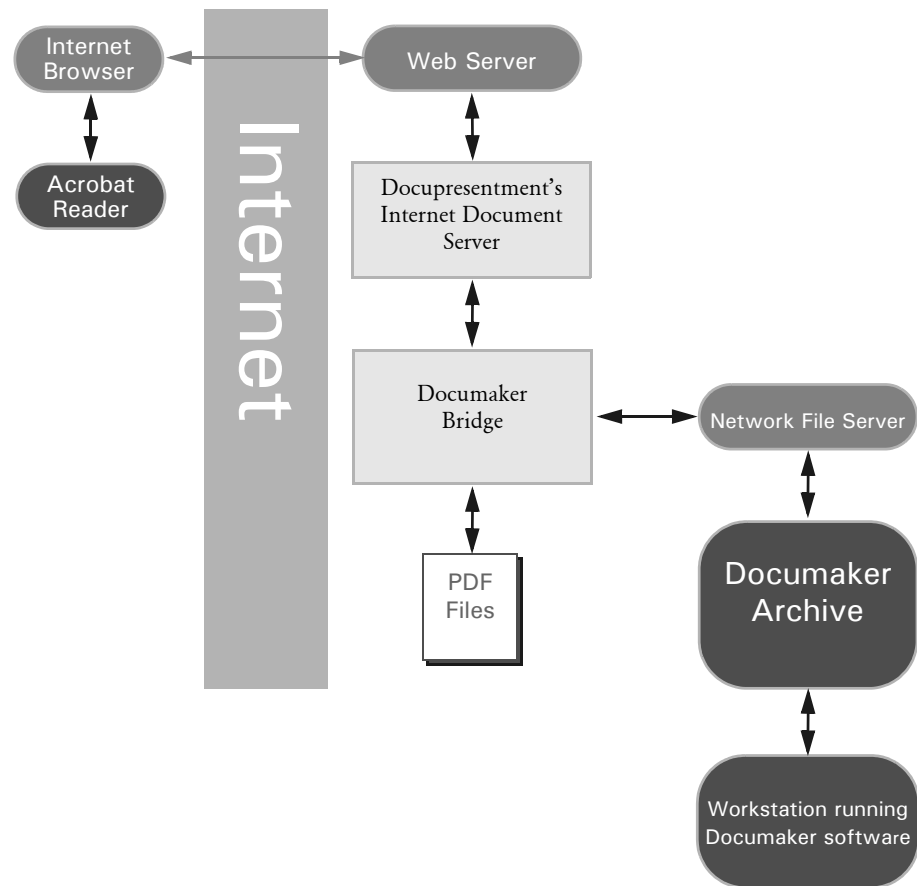 Internet
Browser
Web Server
Acrobat
Reader
Internet
Docupresentment's
Internet Document
Server
Documaker
Bridge
Network File Server
PDF
Files
Documaker
Archive
Workstation running
Documaker software